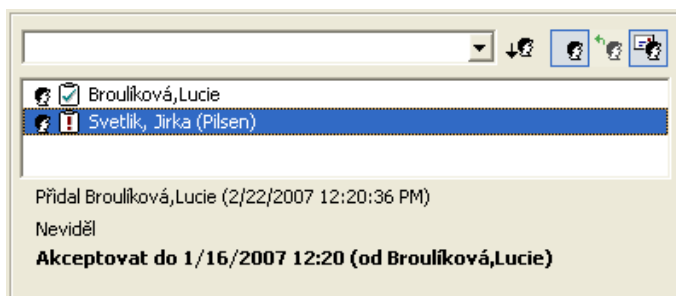 Broulíková,Lucie
Svetlik, Jirka (Pilsen)
Přidal Broulíková,Lucie (2/22/2007 12:20:36 PM)
Neviděl
Akceptovat do 1/16/2007 12:20 (od Broulíková,Lucie)